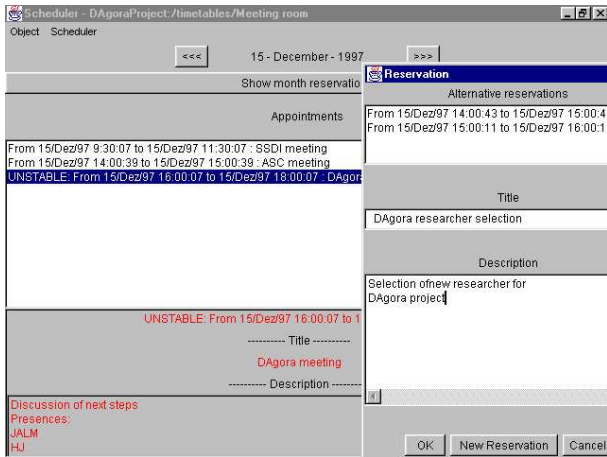 Scheduler - DAgoraProject:/timetables/Meeting room
Object Scheduler
<<< 15 - December - 1997 >>>
Show month reservatio
Appointments
From 15/Dez/97 9:30:07 to 15/Dez/97 11:30:07 : SSDI meeting
From 15/Dez/97 14:00:39 to 15/Dez/97 15:00:39 : ASC meeting
UNSTABLE: From 15/Dez/97 16:00:07 to 15/Dez/97 18:00:07 : DAgora
UNSTABLE: From 15/Dez/97 16:00:07 to 1
---------- Title ----------
DAgora meeting
---------- Description --------
Discussion of next steps
Presences:
JALM
HJ
Reservation
Alternative reservations
From 15/Dez/97 14:00:43 to 15/Dez/97 15:00:4
From 15/Dez/97 15:00:11 to 15/Dez/97 16:00:1
Title
DAgora researcher selection
Description
Selection ofnew researcher for
DAgora project
OK New Reservation Cancel